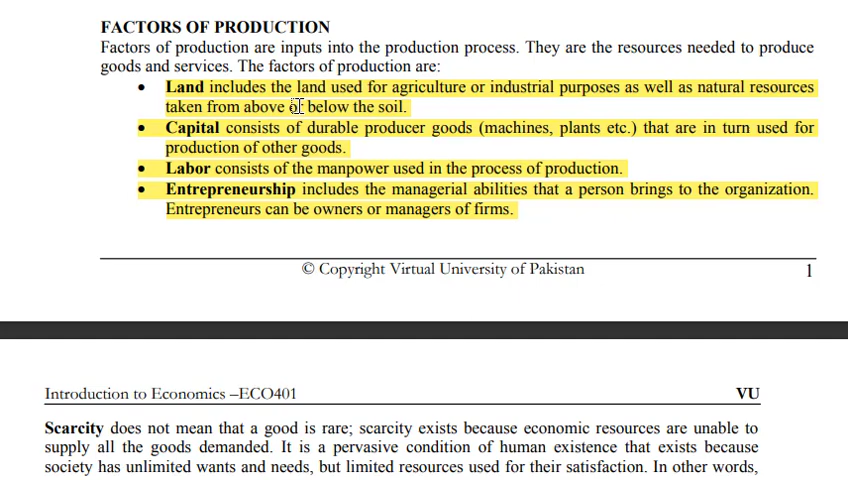 FACTORS OF PRODUCTION
Factors of production are inputs into the production process. They are the resources needed to produce
goods and services. The factors of production are:
• Land includes the land used for agriculture or industrial purposes as well as natural resources
taken from above or below the soil.
• Capital consists of durable producer goods (machines, plants etc.) that are in turn used for
production of other goods.
• Labor consists of the manpower used in the process of production.
• Entrepreneurship includes the managerial abilities that a person brings to the organization.
Entrepreneurs can be owners or managers of firms.
© Copyright Virtual University of Pakistan 1
Introduction to Economics –ECO401 VU
Scarcity does not mean that a good is rare; scarcity exists because economic resources are unable to
supply all the goods demanded. It is a pervasive condition of human existence that exists because
society has unlimited wants and needs, but limited resources used for their satisfaction. In other words,